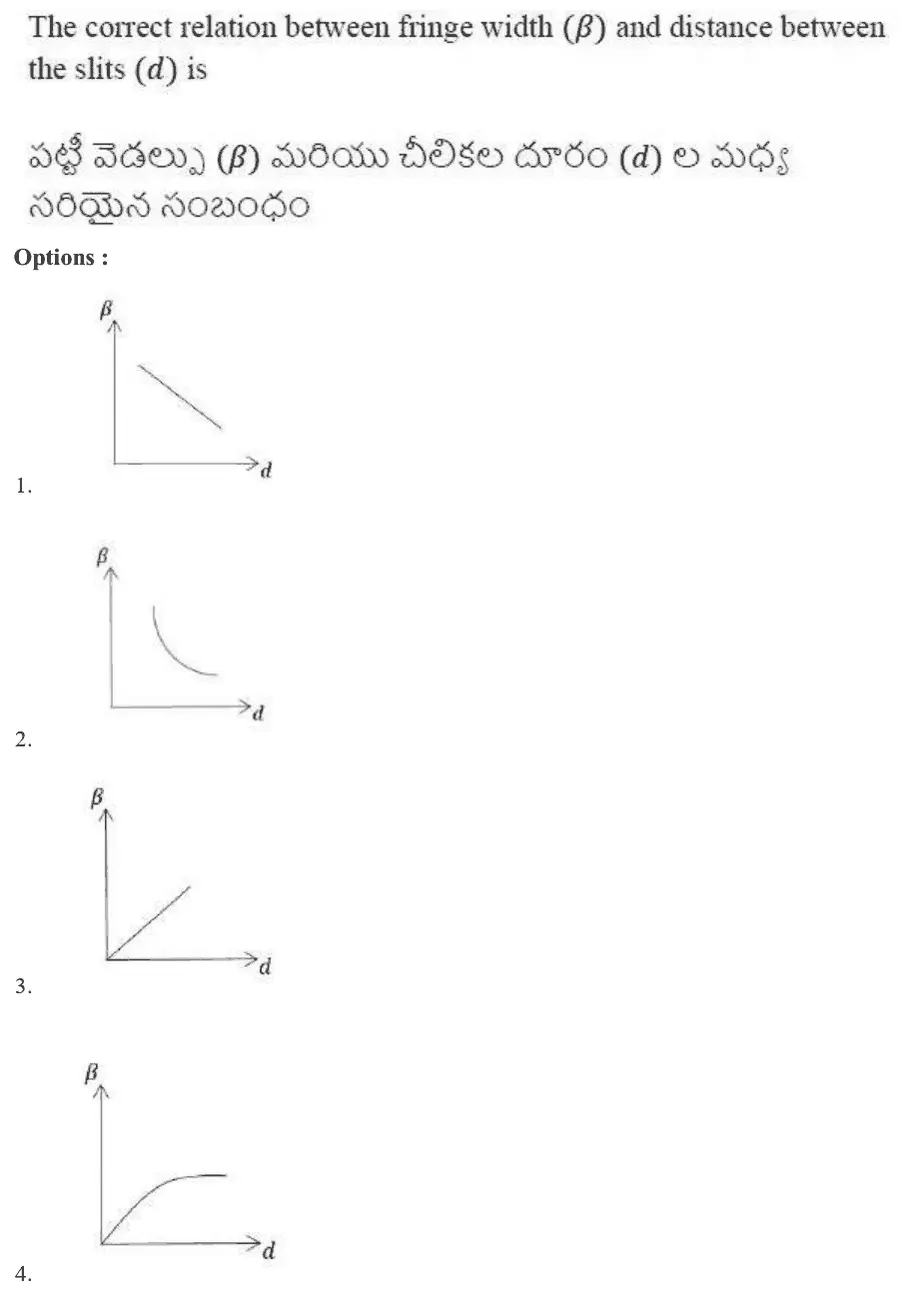 The correct relation between fringe width (β) and distance between
the slits (d) is
పట్టీ వెడల్పు (β) మరియు చీలికల దూరం (d) ల మధ్య
సరియైన సంబంధం
Options :
β
d
1.
β
d
2.
β
d
3.
β
d
4.